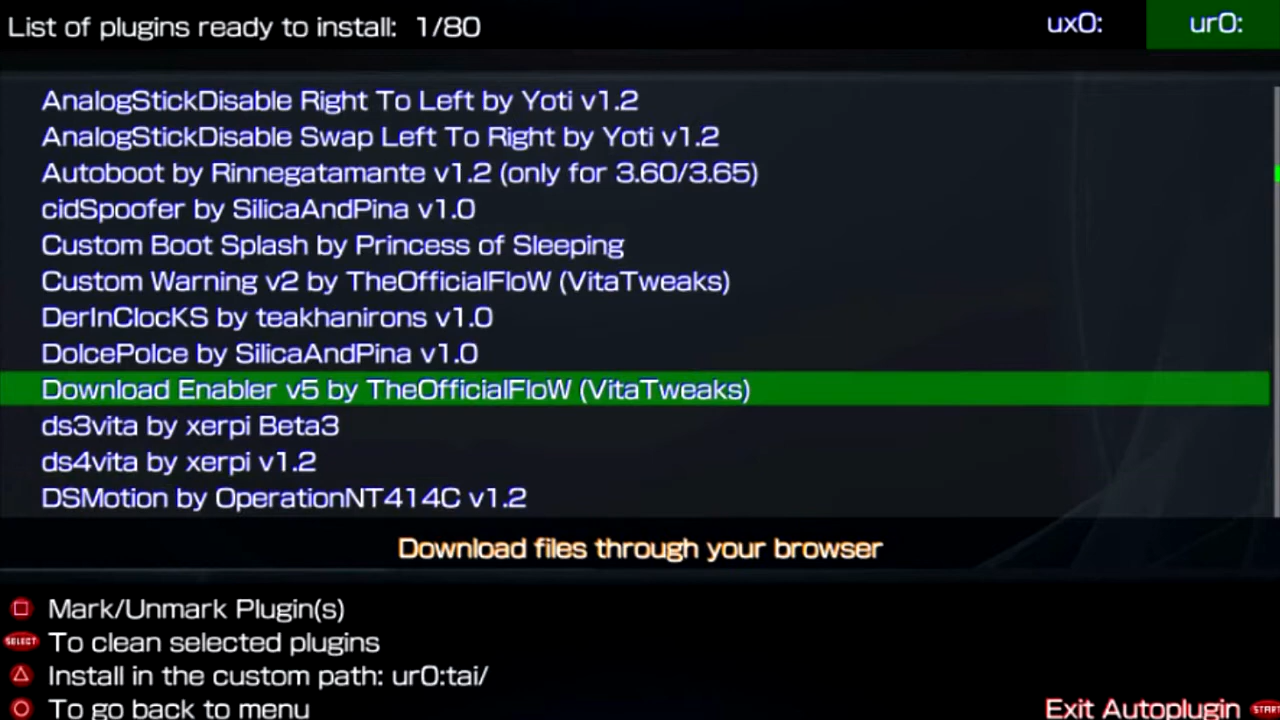 List of plugins ready to install: 1/80
ux0:
ur0:
AnalogStickDisable Right To Left by Yoti v1.2
AnalogStickDisable Swap Left To Right by Yoti v1.2
Autoboot by Rinnegatamante v1.2 (only for 3.60/3.65)
cidSpoofer by SilicaAndPina v1.0
Custom Boot Splash by Princess of Sleeping
Custom Warning v2 by TheOfficialFloW (VitaTweaks)
DerInClocKS by teakhanirons v1.0
DolcePolce by SilicaAndPina v1.0
Download Enabler v5 by TheOfficialFloW (VitaTweaks)
ds3vita by xerpi Beta3
ds4vita by xerpi v1.2
DSMotion by OperationNT414C v1.2
Download files through your browser
Mark/Unmark Plugin(s)
SELECT To clean selected plugins
Install in the custom path: ur0:tai/
To go back to menu
Exit Autoplugin START